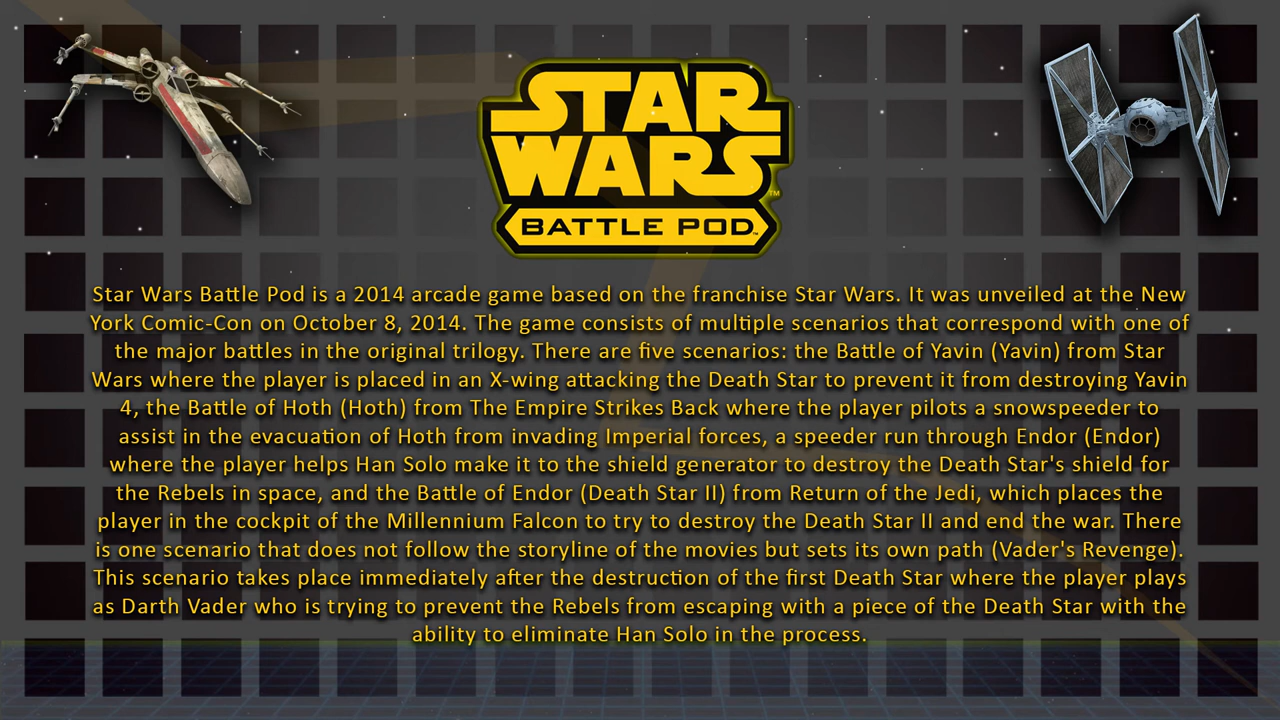 STAR
WARS
TM
BATTLE POD
Star Wars Battle Pod is a 2014 arcade game based on the franchise Star Wars. It was unveiled at the New
York Comic-Con on October 8, 2014. The game consists of multiple scenarios that correspond with one of
the major battles in the original trilogy. There are five scenarios: the Battle of Yavin (Yavin) from Star
Wars where the player is placed in an X-wing attacking the Death Star to prevent it from destroying Yavin
4, the Battle of Hoth (Hoth) from The Empire Strikes Back where the player pilots a snowspeeder to
assist in the evacuation of Hoth from invading Imperial forces, a speeder run through Endor (Endor)
where the player helps Han Solo make it to the shield generator to destroy the Death Star's shield for
the Rebels in space, and the Battle of Endor (Death Star II) from Return of the Jedi, which places the
player in the cockpit of the Millennium Falcon to try to destroy the Death Star II and end the war. There
is one scenario that does not follow the storyline of the movies but sets its own path (Vader's Revenge).
This scenario takes place immediately after the destruction of the first Death Star where the player plays
as Darth Vader who is trying to prevent the Rebels from escaping with a piece of the Death Star with the
ability to eliminate Han Solo in the process.